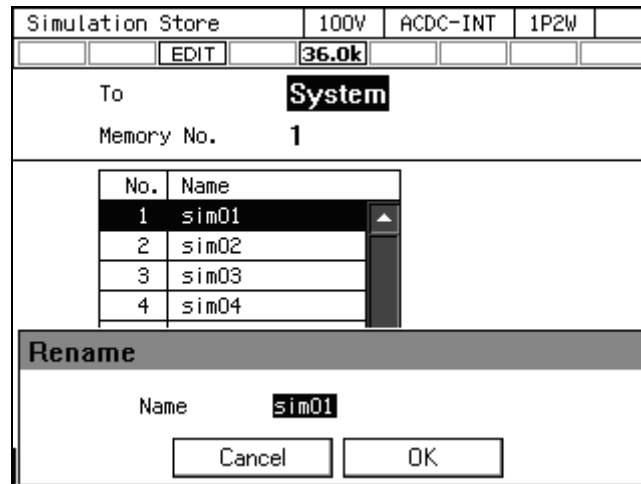 Simulation Store 100V ACDC-INT 1P2W
EDIT 36.0k
To System
Memory No. 1
No. Name
1 sim01
2 sim02
3 sim03
4 sim04
Rename
Name sim01
Cancel OK